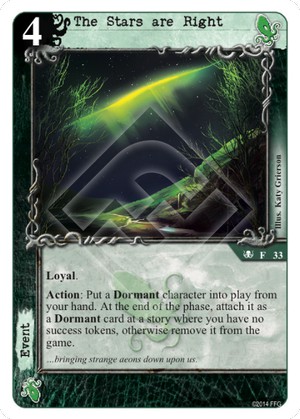 4
The Stars are Right
Illus. Katy Grierson
F 33
Loyal.
Action: Put a Dormant character into play from
your hand. At the end of the phase, attach it as
a Dormant card at a story where you have no
success tokens, otherwise remove it from the
game.
...bringing strange aeons down upon us.
Event
©2014 FFG